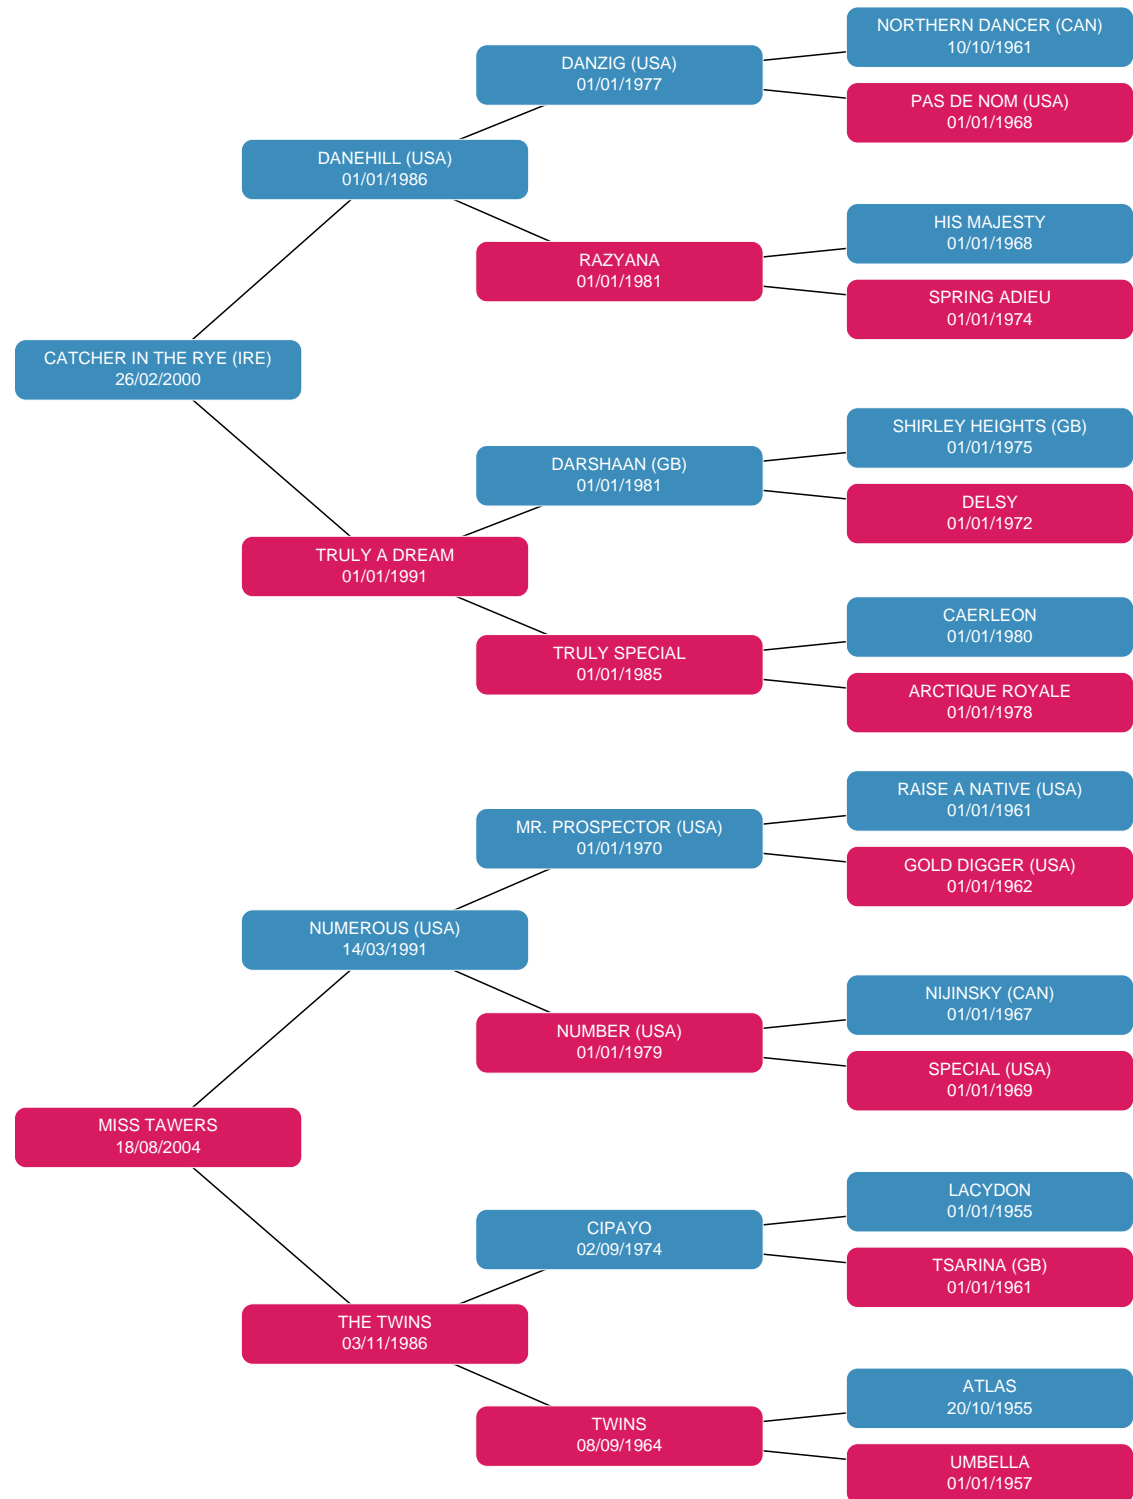 NORTHERN DANCER (CAN)
10/10/1961
DANZIG (USA)
01/01/1977
PAS DE NOM (USA)
01/01/1968
DANEHILL (USA)
01/01/1986
HIS MAJESTY
01/01/1968
RAZYANA
01/01/1981
SPRING ADIEU
01/01/1974
CATCHER IN THE RYE (IRE)
26/02/2000
SHIRLEY HEIGHTS (GB)
01/01/1975
DARSHAAN (GB)
01/01/1981
DELSY
01/01/1972
TRULY A DREAM
01/01/1991
CAERLEON
01/01/1980
TRULY SPECIAL
01/01/1985
ARCTIQUE ROYALE
01/01/1978
RAISE A NATIVE (USA)
01/01/1961
MR. PROSPECTOR (USA)
01/01/1970
GOLD DIGGER (USA)
01/01/1962
NUMEROUS (USA)
14/03/1991
NIJINSKY (CAN)
01/01/1967
NUMBER (USA)
01/01/1979
SPECIAL (USA)
01/01/1969
MISS TAWERS
18/08/2004
LACYDON
01/01/1955
CIPAYO
02/09/1974
TSARINA (GB)
01/01/1961
THE TWINS
03/11/1986
ATLAS
20/10/1955
TWINS
08/09/1964
UMBELLA
01/01/1957